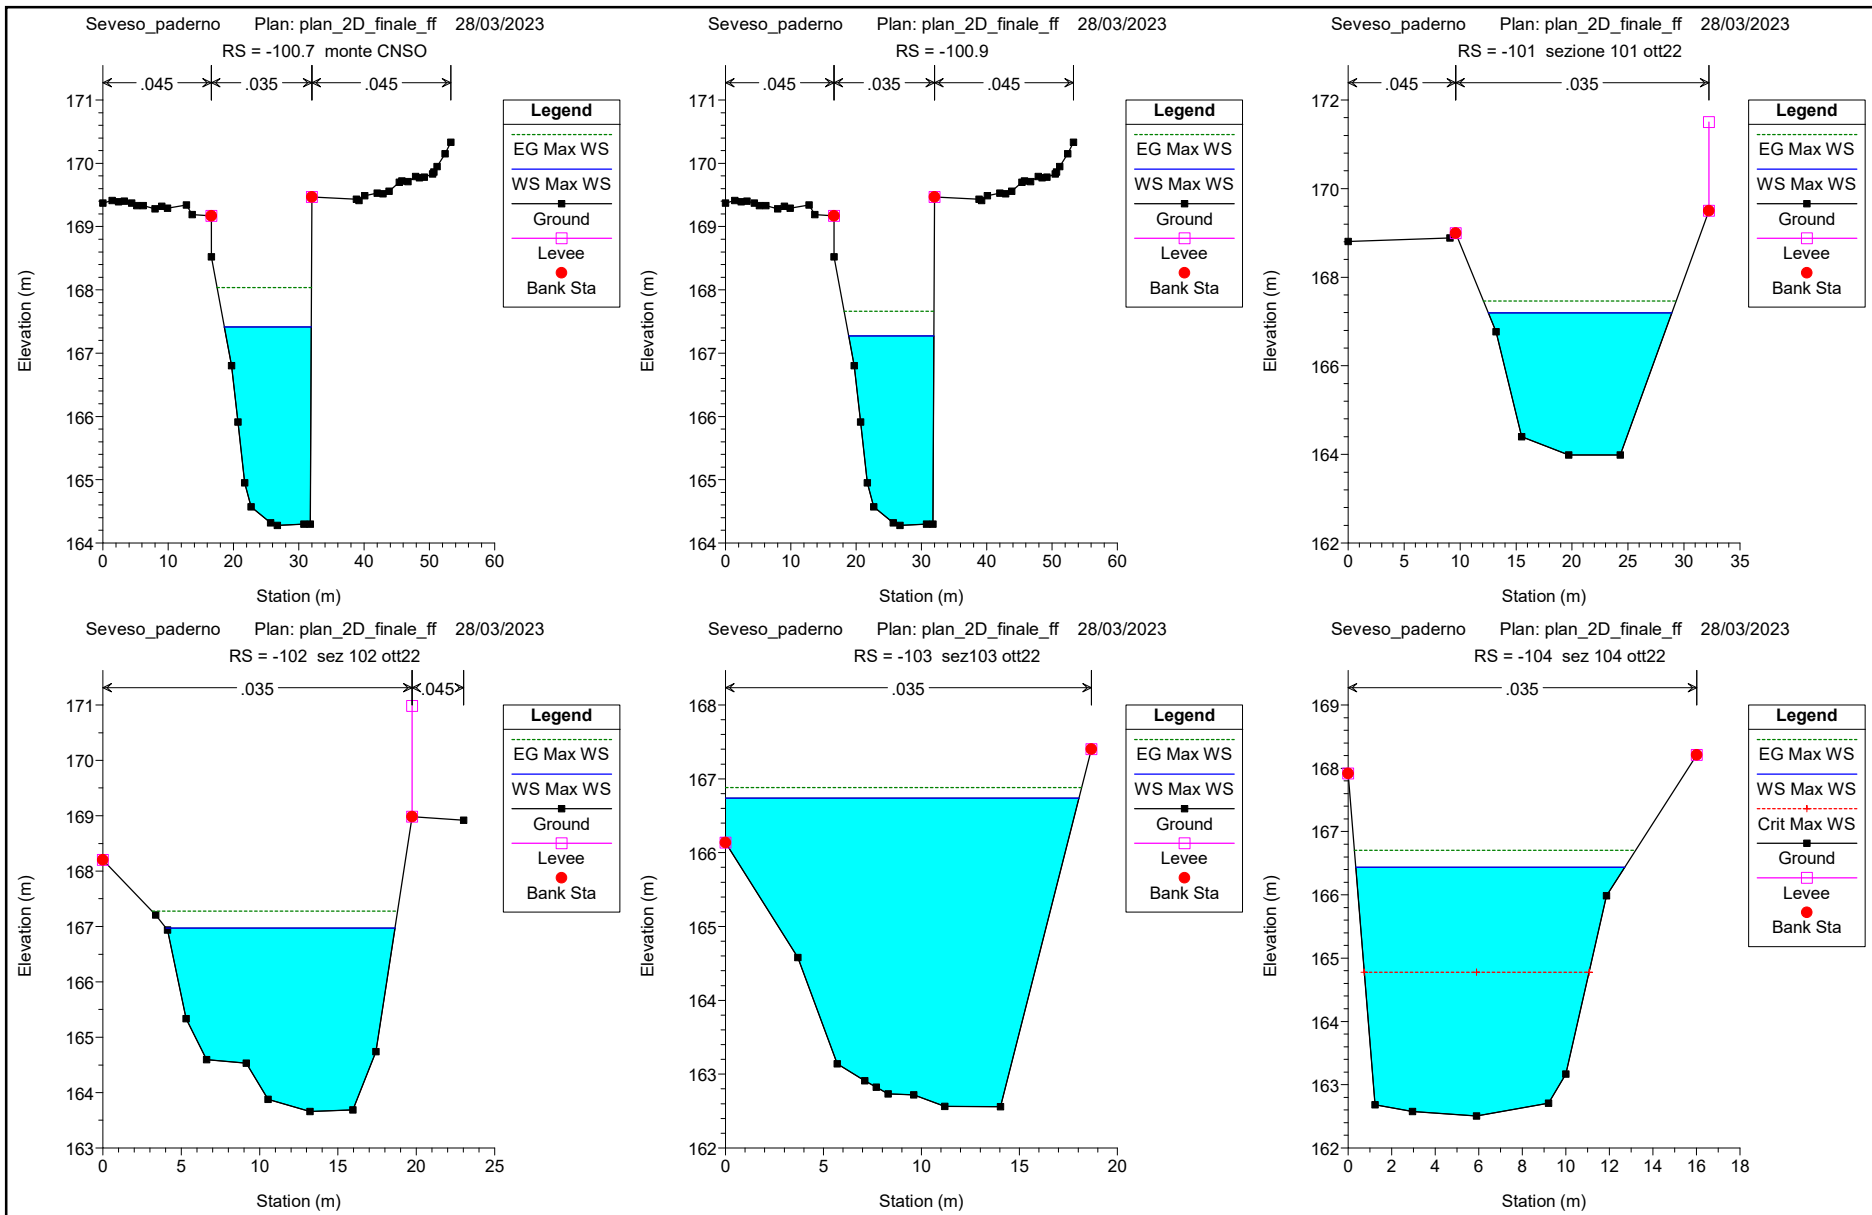 Seveso_paderno Plan: plan_2D_finale_ff 28/03/2023
RS = -100.7 monte CNSO
.045 .035 .045
171
170
169
168
167
166
165
164
Elevation (m)
0 10 20 30 40 50 60
Station (m)
Legend
EG Max WS
WS Max WS
Ground
Levee
Bank Sta
Seveso_paderno Plan: plan_2D_finale_ff 28/03/2023
RS = -100.9
.045 .035 .045
171
170
169
168
167
166
165
164
Elevation (m)
0 10 20 30 40 50 60
Station (m)
Legend
EG Max WS
WS Max WS
Ground
Levee
Bank Sta
Seveso_paderno Plan: plan_2D_finale_ff 28/03/2023
RS = -101 sezione 101 ott22
.045 .035
172
170
168
166
164
162
Elevation (m)
0 5 10 15 20 25 30 35
Station (m)
Legend
EG Max WS
WS Max WS
Ground
Levee
Bank Sta
Seveso_paderno Plan: plan_2D_finale_ff 28/03/2023
RS = -102 sez 102 ott22
.035 .045
171
170
169
168
167
166
165
164
163
Elevation (m)
0 5 10 15 20 25
Station (m)
Legend
EG Max WS
WS Max WS
Ground
Levee
Bank Sta
Seveso_paderno Plan: plan_2D_finale_ff 28/03/2023
RS = -103 sez103 ott22
.035
168
167
166
165
164
163
162
Elevation (m)
0 5 10 15 20
Station (m)
Legend
EG Max WS
WS Max WS
Ground
Levee
Bank Sta
Seveso_paderno Plan: plan_2D_finale_ff 28/03/2023
RS = -104 sez 104 ott22
.035
169
168
167
166
165
164
163
162
Elevation (m)
0 2 4 6 8 10 12 14 16 18
Station (m)
Legend
EG Max WS
WS Max WS
Crit Max WS
Ground
Levee
Bank Sta